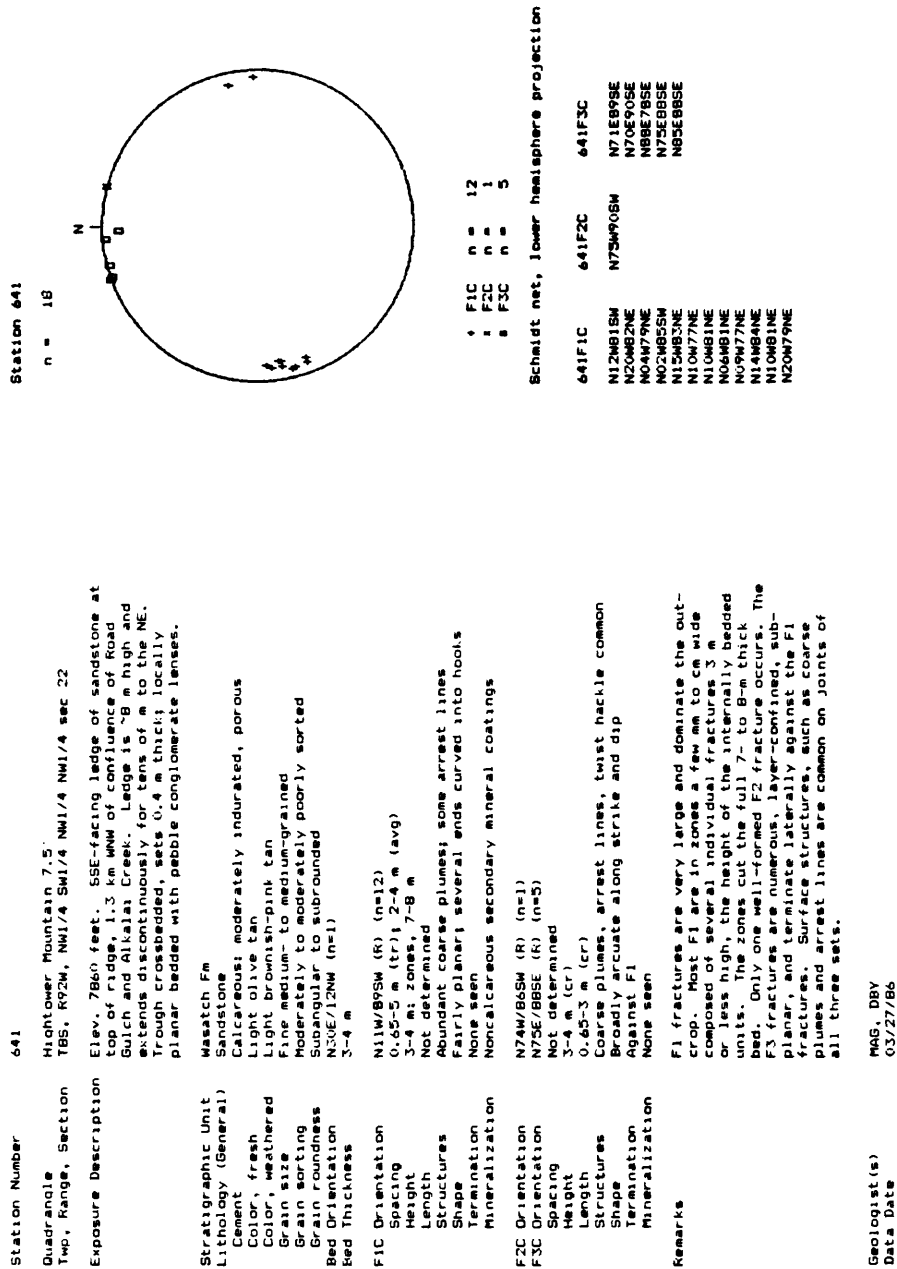 Station Number 641
Quadrangle Hightower Mountain 7.5'
Twp, Range, Section T8S, R92W, NW1/4 SW1/4 NW1/4 NW1/4 sec 22
Exposure Description Elev. 7860 feet. SSE-facing ledge of sandstone at
top of ridge, 1.3 km WNW of confluence of Road
Gulch and Alkalai Creek. Ledge is ~8 m high and
extends discontinuously for tens of m to the NE.
Trough crossbedded, sets 0.4 m thick; locally
planar bedded with pebble conglomerate lenses.
Stratigraphic Unit Wasatch Fm
Lithology (General) Sandstone
Cement Calcareous; moderately indurated, porous
Color, fresh Light olive tan
Color, weathered Light brownish-pink tan
Grain size Fine medium- to medium-grained
Grain sorting Moderately to moderately poorly sorted
Grain roundness Subangular to subrounded
Bed Orientation N30E/12NW (n=1)
Bed Thickness 3-4 m
F1C Orientation N11W/89SW (R) (n=12)
Spacing 0.65-5 m (tr); 2-4 m (avg)
Height 3-4 m; zones, 7-8 m
Length Not determined
Structures Abundant coarse plumes; some arrest lines
Shape Fairly planar; several ends curved into hooks
Termination None seen
Mineralization Noncalcareous secondary mineral coatings
F2C Orientation N74W/86SW (R) (n=1)
F3C Orientation N75E/88SE (R) (n=5)
Spacing Not determined
Height 3-4 m (cr)
Length 0.65-3 m (cr)
Structures Coarse plumes, arrest lines, twist hackle common
Shape Broadly arcuate along strike and dip
Termination Against F1
Mineralization None seen
Remarks F1 fractures are very large and dominate the out-
crop. Most F1 are in zones a few mm to cm wide
composed of several individual fractures 3 m
or less high, the height of the internally bedded
units. The zones cut the full 7- to 8-m thick
bed. Only one well-formed F2 fracture occurs. The
F3 fractures are numerous, layer-confined, sub-
planar, and terminate laterally against the F1
fractures. Surface structures, such as coarse
plumes and arrest lines are common on joints of
all three sets.
Geologist(s) MAG, DBY
Data Date 03/27/86
Station 641
n = 18
N
+ F1C n = 12
x F2C n = 1
□ F3C n = 5
Schmidt net, lower hemisphere projection
641F1C 641F2C 641F3C
N12W81SW N75W90SW N71E89SE
N20W82NE N70E90SE
N04W79NE N88E78SE
N02W85SW N75E88SE
N15W83NE N85E88SE
N10W77NE
N10W81NE
N06W81NE
N09W77NE
N14W84NE
N10W81NE
N20W79NE